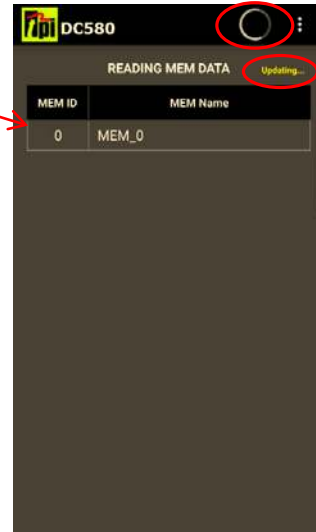 tpi DC580
READING MEM DATA Updating...
MEM ID MEM Name
0 MEM_0